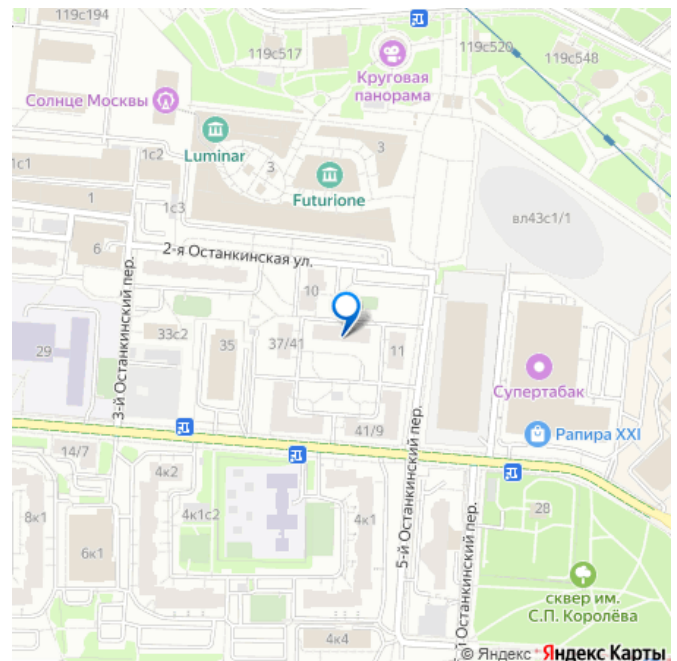 119с194
119с517
119с520
119с548
Круговая
панорама
Солнце Москвы
Luminar
3
3
Futurione
1с1
1с2
1с3
1
вл43с1/1
6
2-я Останкинская ул.
3-й Останкинский пер.
10
33с2
35
37/41
11
29
Супертабак
41/9
Рапира XXI
5-й Останкинский пер.
14/7
4к2
4к1с2
4к1
28
8к1
6к1
й Останкинский пер.
сквер им.
С.П. Королёва
4к4
© Яндекс Яндекс Карты